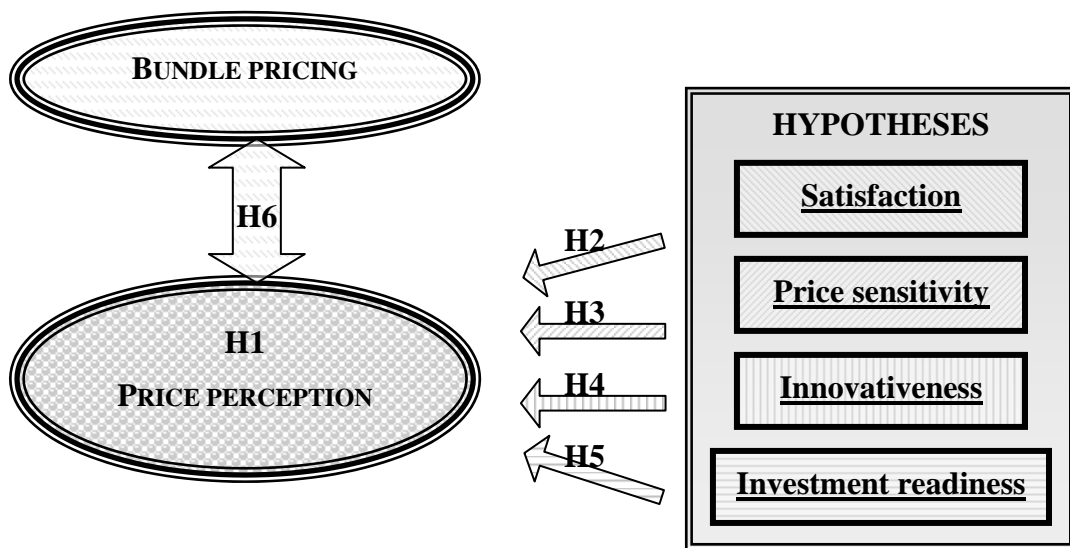 BUNDLE PRICING
H6
H1
PRICE PERCEPTION
H2
H3
H4
H5
HYPOTHESES
Satisfaction
Price sensitivity
Innovativeness
Investment readiness